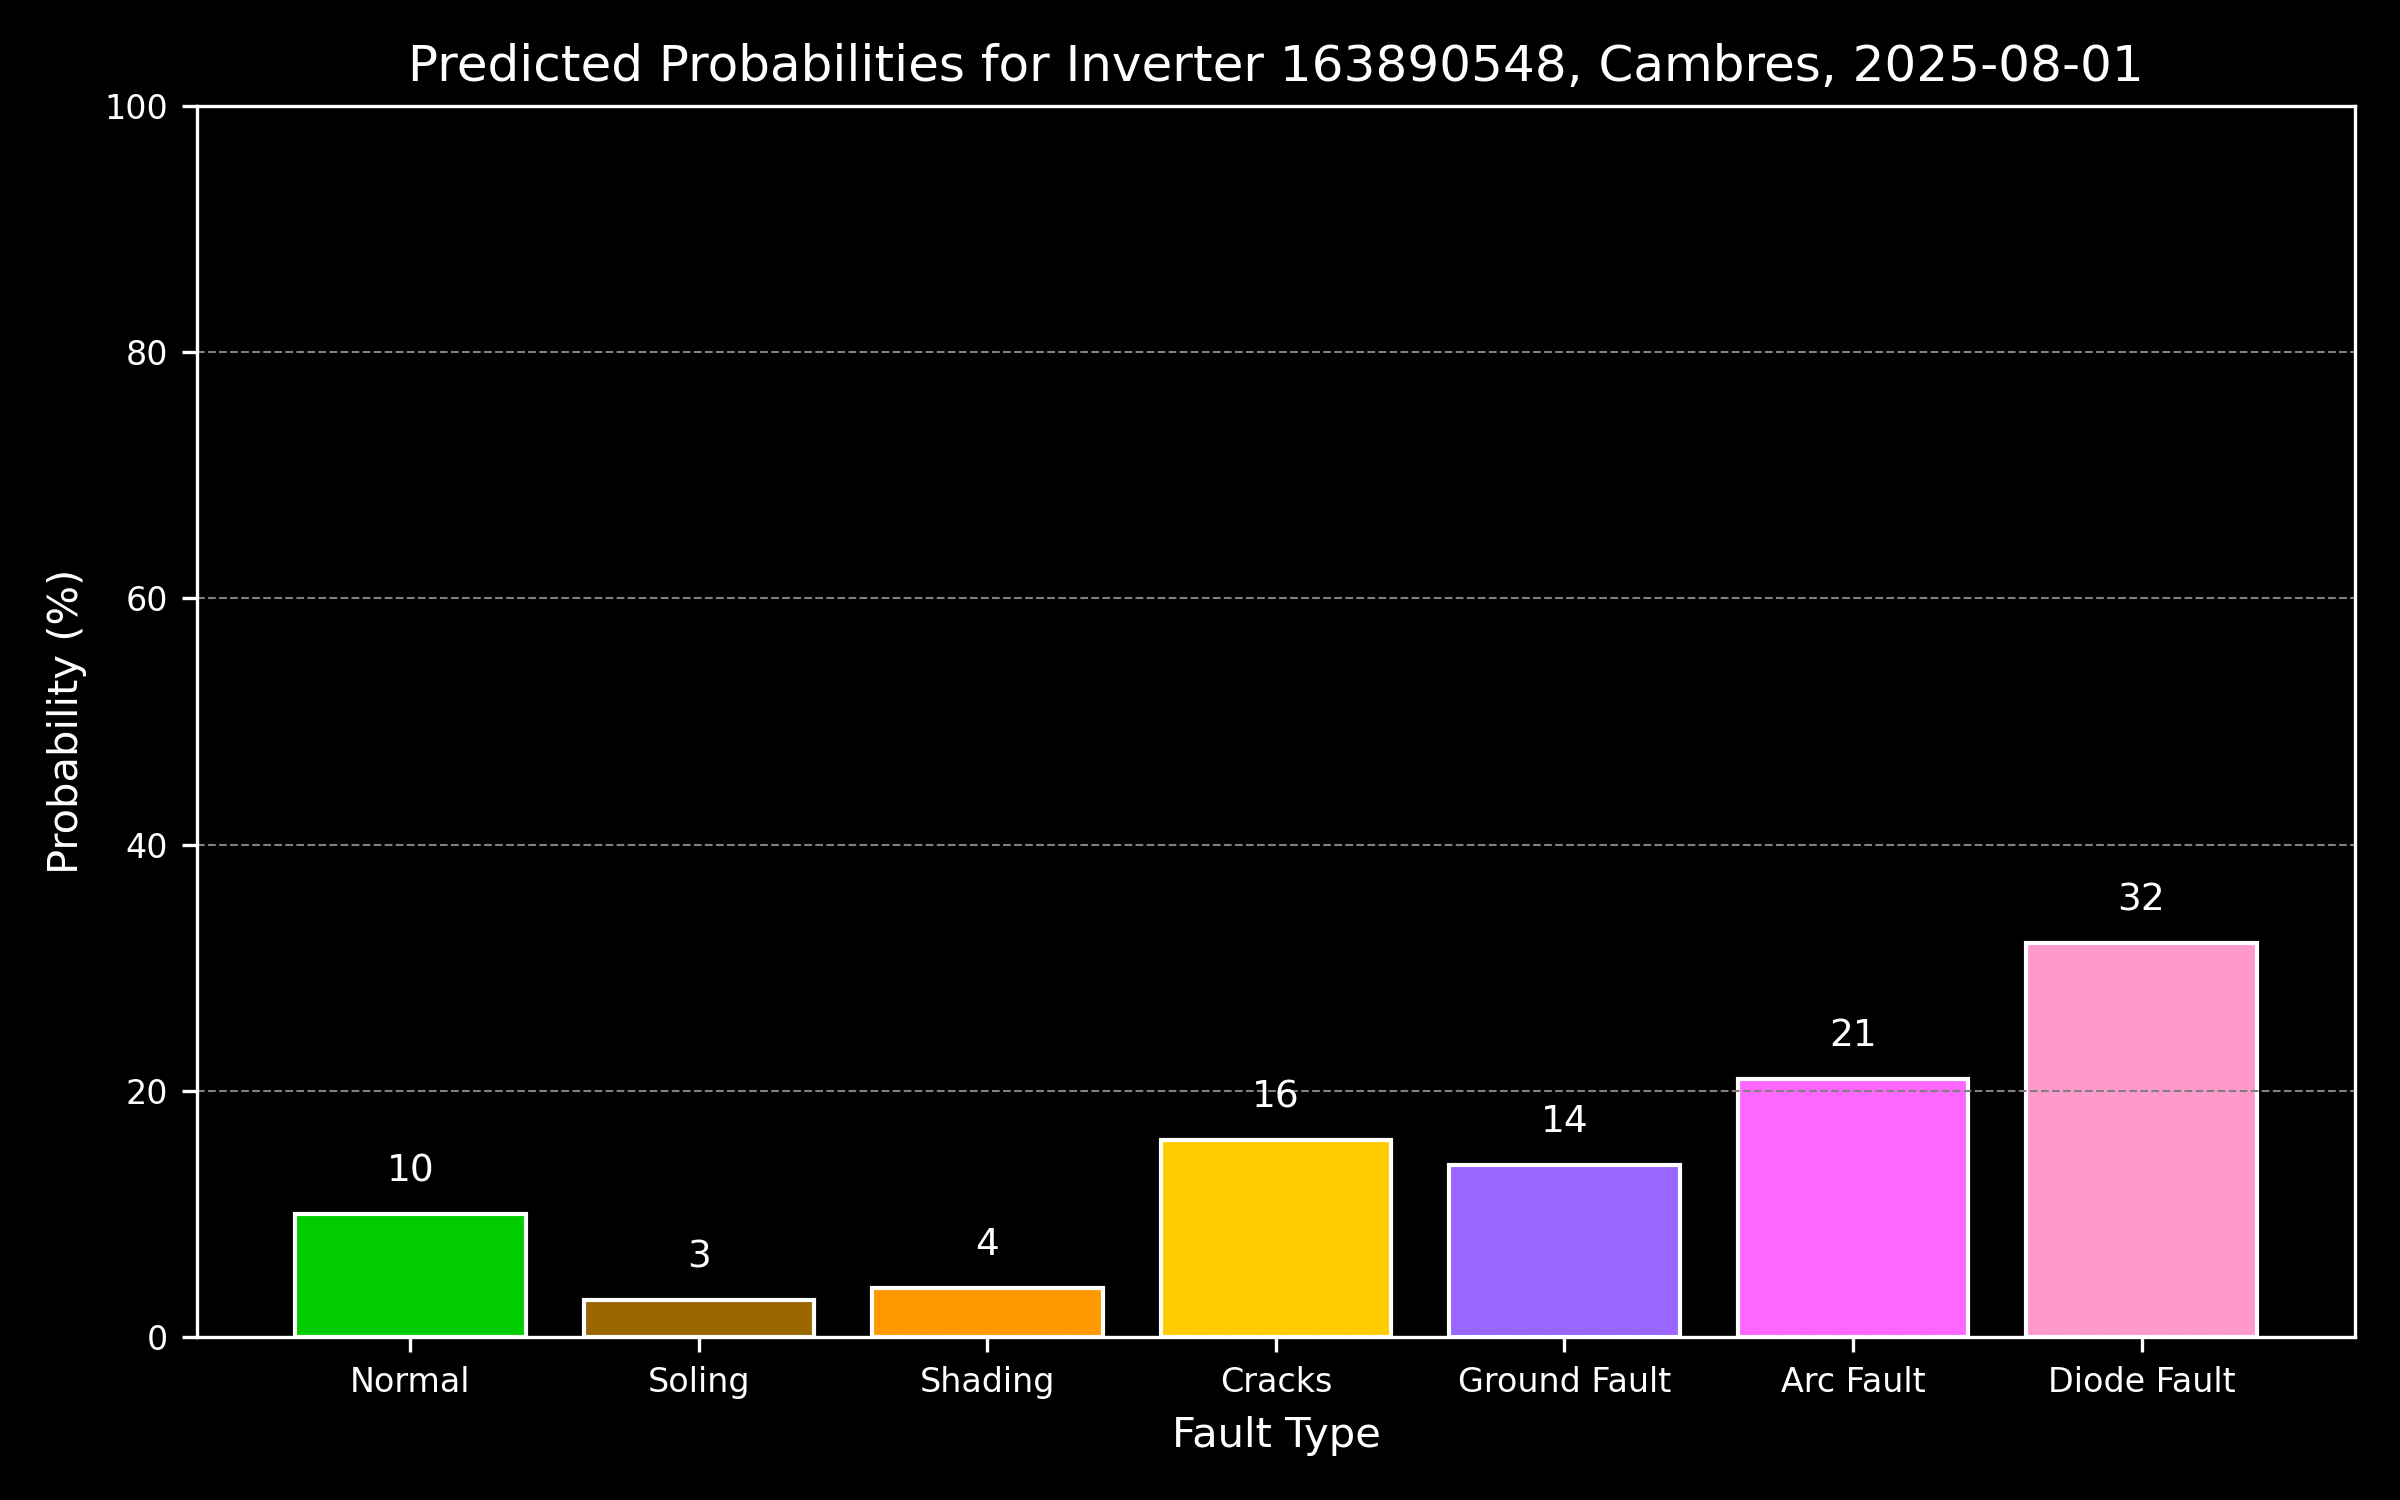 Predicted Probabilities for Inverter 163890548, Cambres, 2025-08-01
100
80
60
40
20
0
Probability (%)
10
3
4
16
14
21
32
Normal
Soling
Shading
Cracks
Ground Fault
Arc Fault
Diode Fault
Fault Type